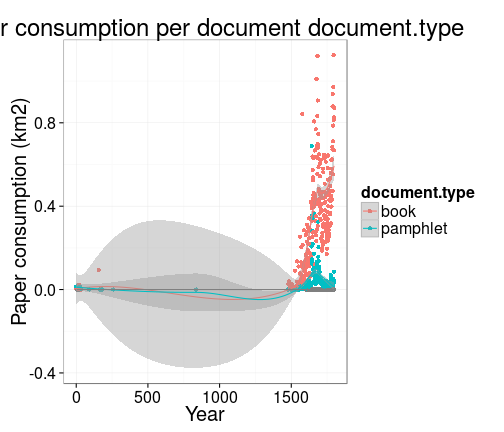 r consumption per document document.type
Paper consumption (km2)
0.8
0.4
0.0
-0.4
0
500
1000
1500
Year
document.type
book
pamphlet